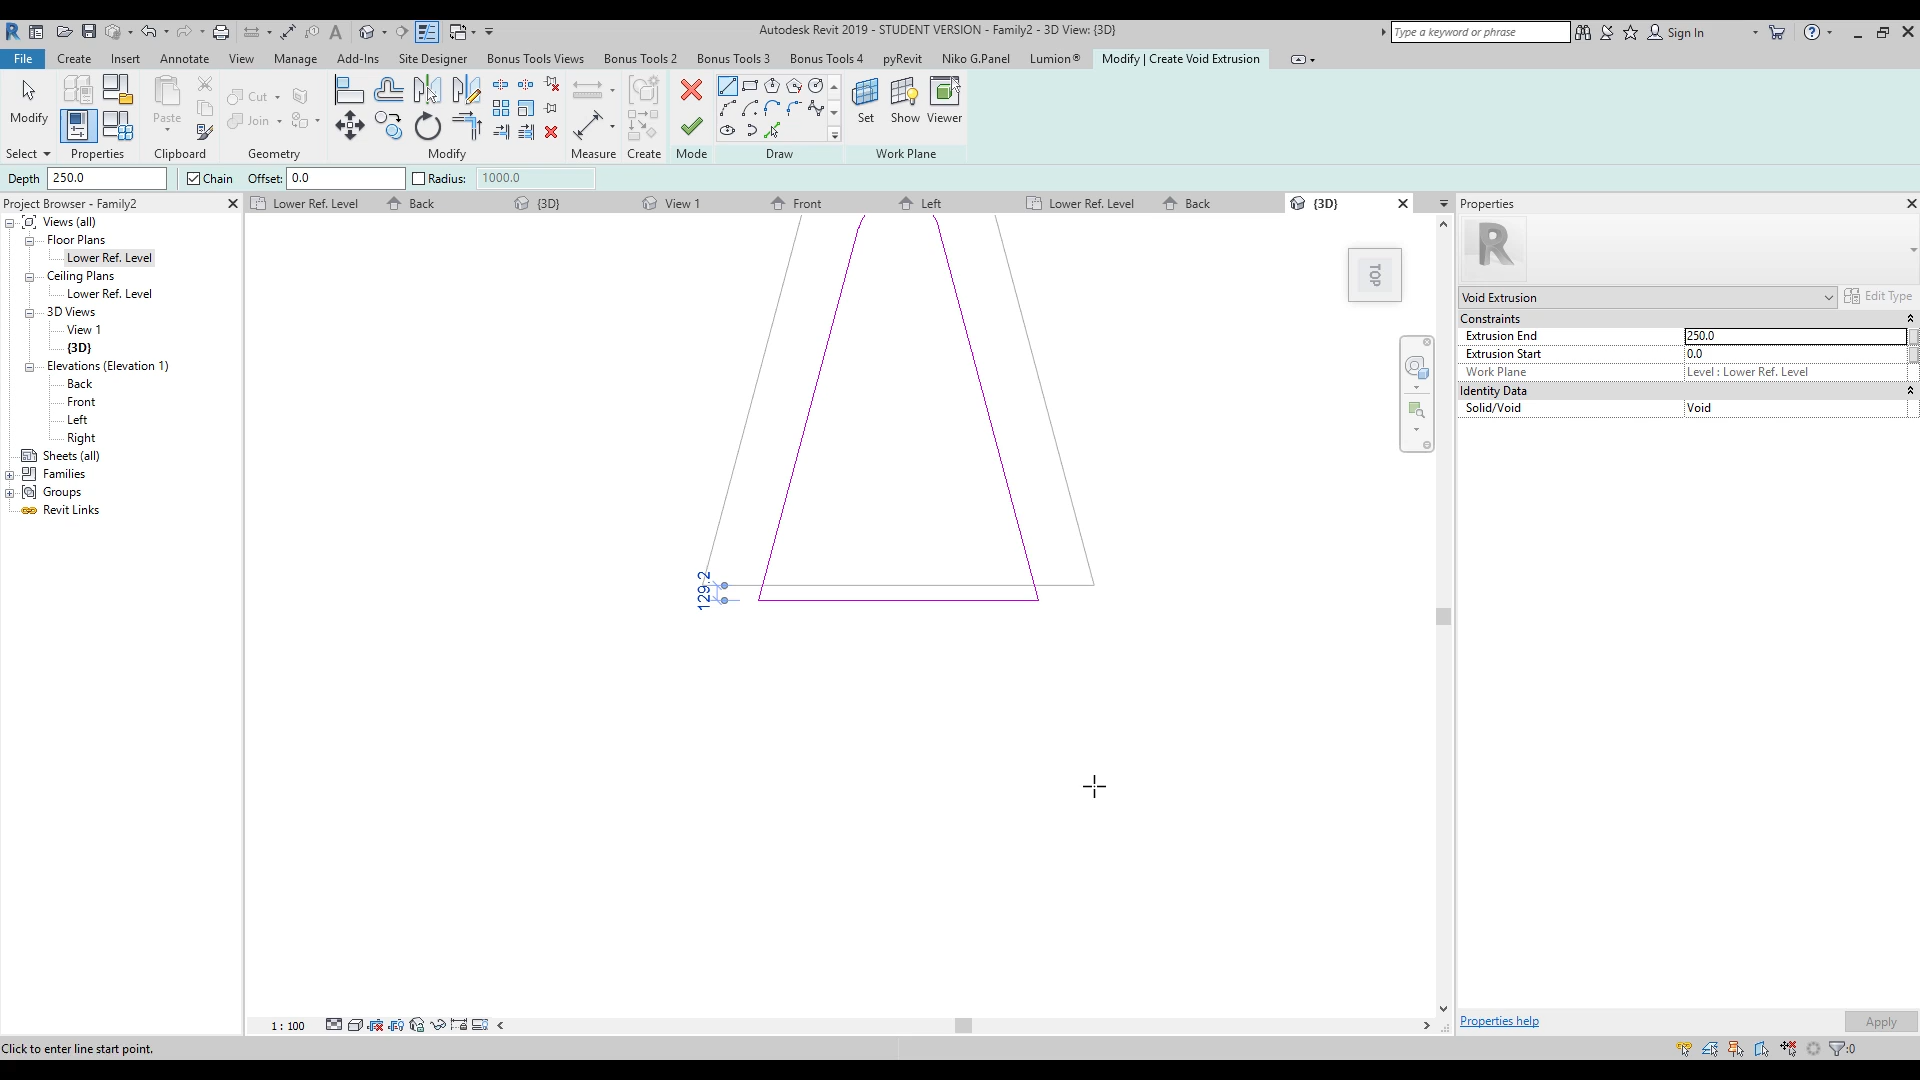 Autodesk Revit 2019 - STUDENT VERSION - Family2 - 3D View: {3D}
Type a keyword or phrase
Sign In
File Create Insert Annotate View Manage Add-Ins Site Designer Bonus Tools Views Bonus Tools 2 Bonus Tools 3 Bonus Tools 4 pyRevit Niko G.Panel Lumion® Modify | Create Void Extrusion
Modify Paste Cut Join Set Show Viewer
Select Properties Clipboard Geometry Modify Measure Create Mode Draw Work Plane
Depth 250.0 Chain Offset: 0.0 Radius: 1000.0
Project Browser - Family2
Lower Ref. Level Back {3D} View 1 Front Left Lower Ref. Level Back {3D}
Properties
Views (all)
Floor Plans
Lower Ref. Level
Ceiling Plans
Lower Ref. Level
3D Views
View 1
{3D}
Elevations (Elevation 1)
Back
Front
Left
Right
Sheets (all)
Families
Groups
Revit Links
TOP
129.2
R
Void Extrusion Edit Type
Constraints
Extrusion End 250.0
Extrusion Start 0.0
Work Plane Level : Lower Ref. Level
Identity Data
Solid/Void Void
Properties help Apply
1 : 100
Click to enter line start point.
:0